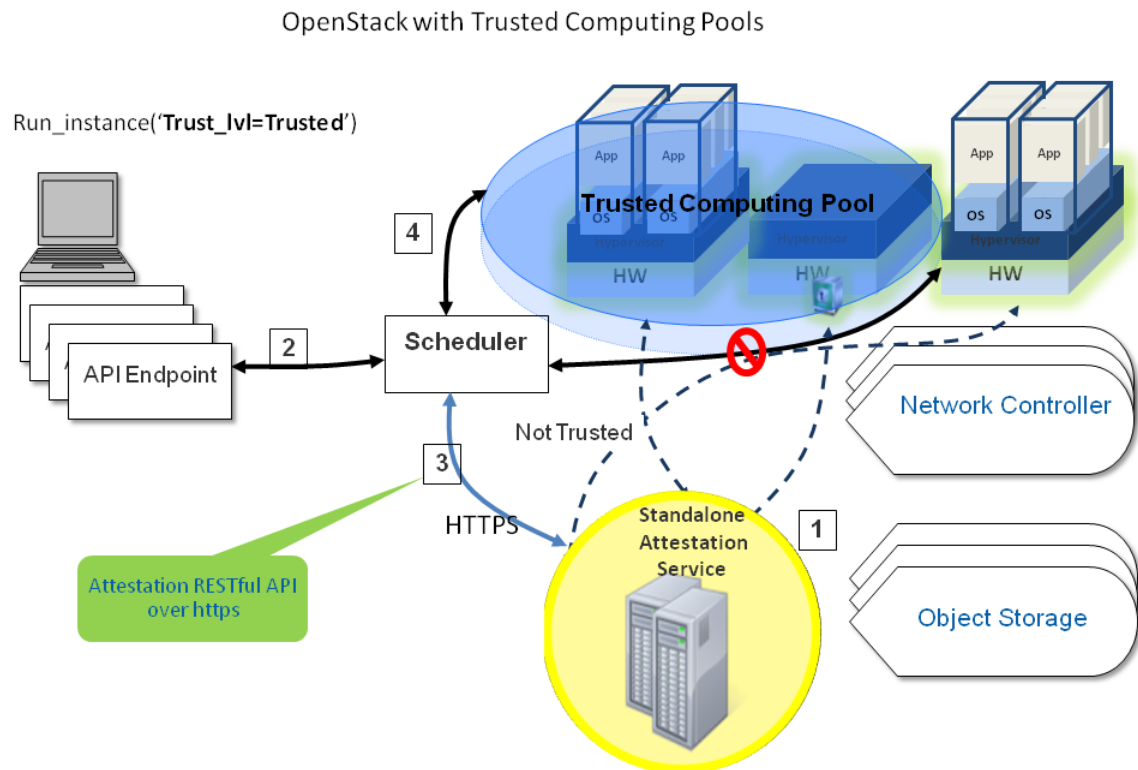 OpenStack with Trusted Computing Pools
Run_instance('Trust_lvl=Trusted')
App
App
OS
OS
Hypervisor
HW
Trusted Computing Pool
Hypervisor
HW
App
App
OS
OS
Hypervisor
HW
4
2
Scheduler
A
A
A
API Endpoint
Network Controller
Not Trusted
3
HTTPS
1
Standalone
Attestation
Service
Attestation RESTful API
over https
Object Storage